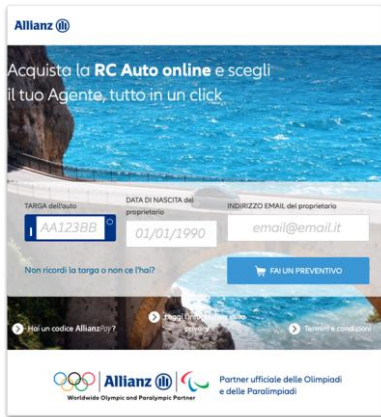 Allianz
Acquista la RC Auto online e scegli
il tuo Agente, tutto in un click
TARGA dell'auto
DATA DI NASCITA del
proprietario
INDIRIZZO EMAIL del proprietario
I AA123BB
01/01/1990
email@email.it
Non ricordi la targa o non ce l'hai?
FAI UN PREVENTIVO
Hai un codice AllianzPay?
Leggi
privacy
Termini e condizioni
Allianz
Worldwide Olympic and Paralympic Partner
Partner ufficiale delle Olimpiadi
e delle Paralimpiadi